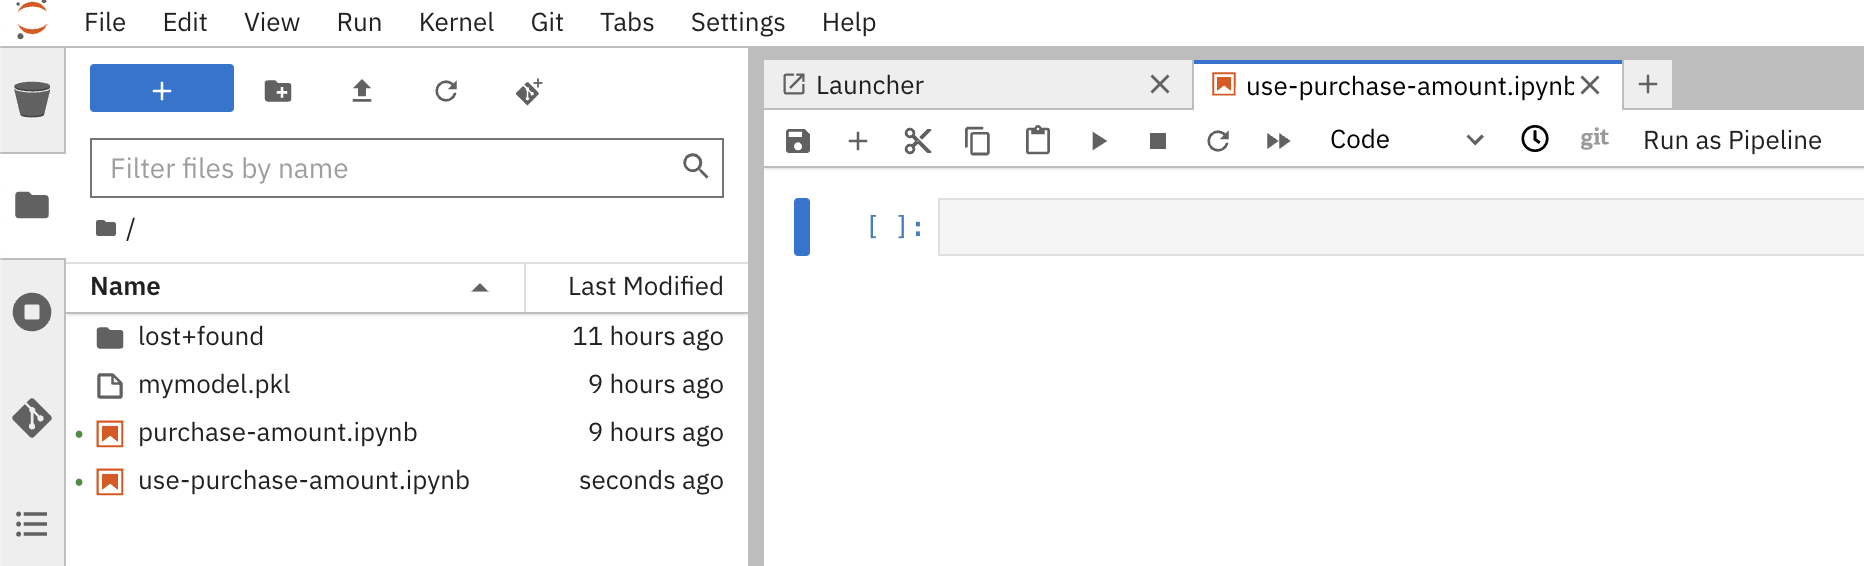 File Edit View Run Kernel Git Tabs Settings Help
+
Launcher
use-purchase-amount.ipynb
Filter files by name
Code
git
Run as Pipeline
/
[ ]:
Name Last Modified
lost+found 11 hours ago
mymodel.pkl 9 hours ago
purchase-amount.ipynb 9 hours ago
use-purchase-amount.ipynb seconds ago